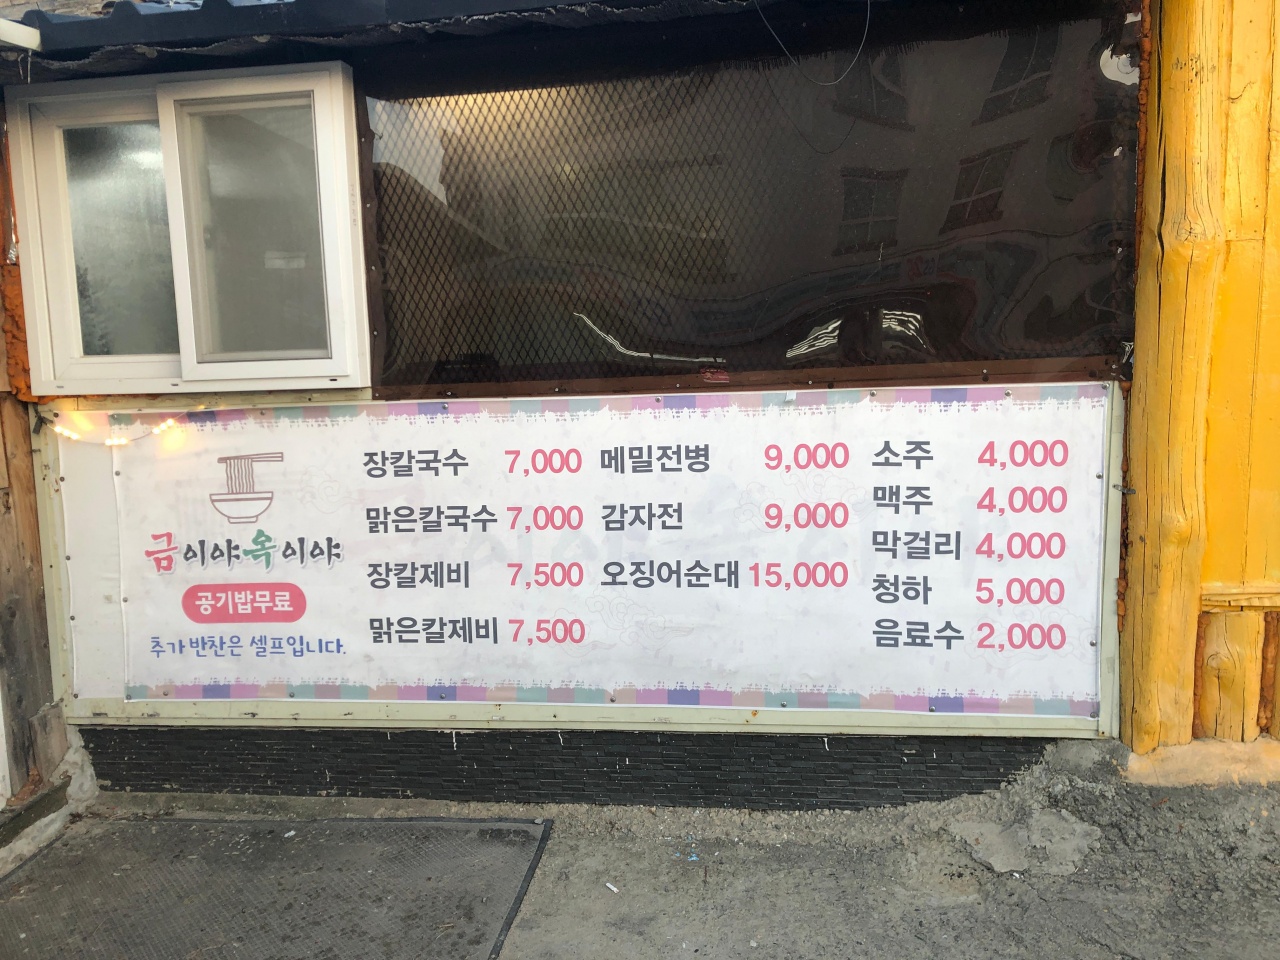 금이야옥이야
공기밥무료
추가 반찬은 셀프입니다.
장칼국수 7,000
맑은칼국수 7,000
장칼제비 7,500
맑은칼제비 7,500
메밀전병 9,000
감자전 9,000
오징어순대 15,000
소주 4,000
맥주 4,000
막걸리 4,000
청하 5,000
음료수 2,000